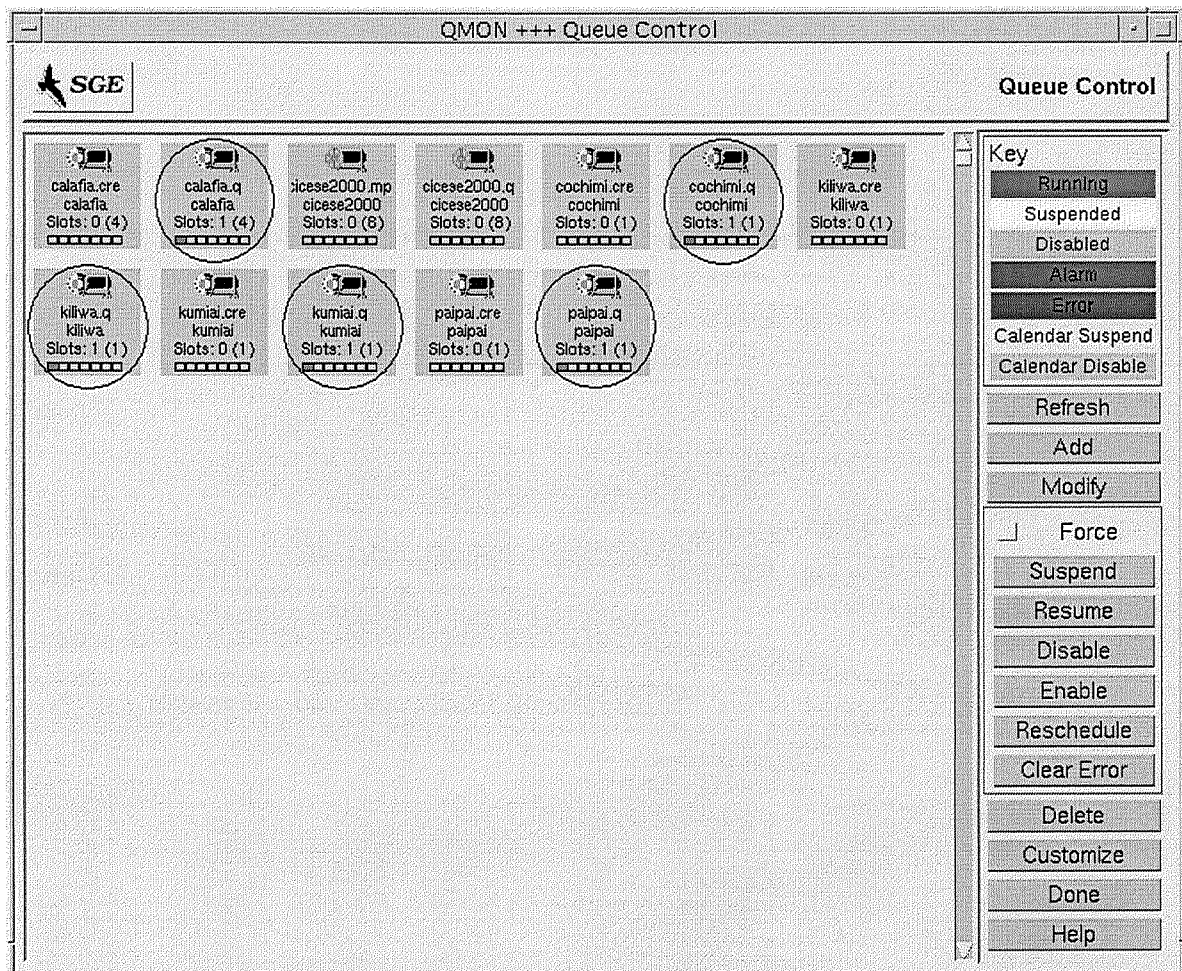 QMON +++ Queue Control
SGE
Queue Control
calafia.cre
calafia
Slots: 0 (4)
calafia.q
calafia
Slots: 1 (4)
:icese2000.mp
cicese2000
Slots: 0 (8)
cicese2000.q
cicese2000
Slots: 0 (8)
cochimi.cre
cochimi
Slots: 0 (1)
cochimi.q
cochimi
Slots: 1 (1)
kiliwa.cre
kiliwa
Slots: 0 (1)
kiliwa.q
kiliwa
Slots: 1 (1)
kumiai.cre
kumiai
Slots: 0 (1)
kumiai.q
kumiai
Slots: 1 (1)
paipai.cre
paipai
Slots: 0 (1)
paipai.q
paipai
Slots: 1 (1)
Key
Running
Suspended
Disabled
Alarm
Error
Calendar Suspend
Calendar Disable
Refresh
Add
Modify
Force
Suspend
Resume
Disable
Enable
Reschedule
Clear Error
Delete
Customize
Done
Help